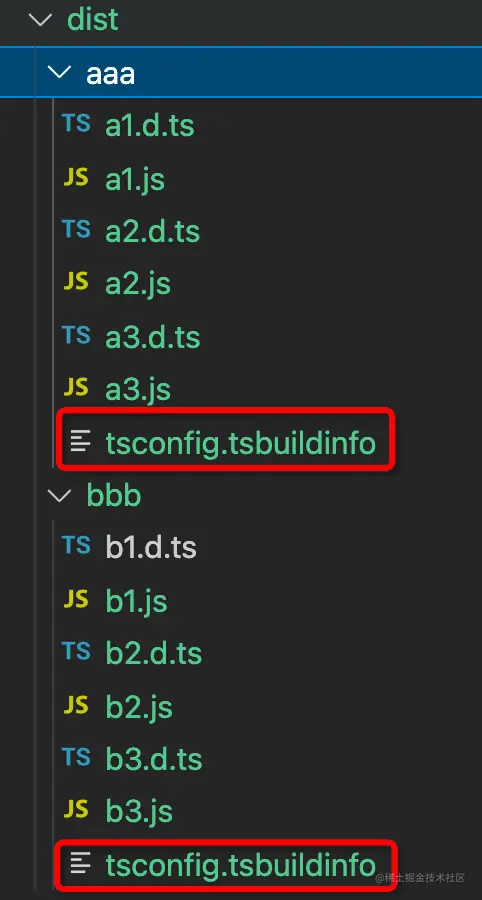 dist
aaa
TS a1.d.ts
JS a1.js
TS a2.d.ts
JS a2.js
TS a3.d.ts
JS a3.js
tsconfig.tsbuildinfo
bbb
TS b1.d.ts
JS b1.js
TS b2.d.ts
JS b2.js
TS b3.d.ts
JS b3.js
tsconfig.tsbuildinfo
@稀土掘金技术社区